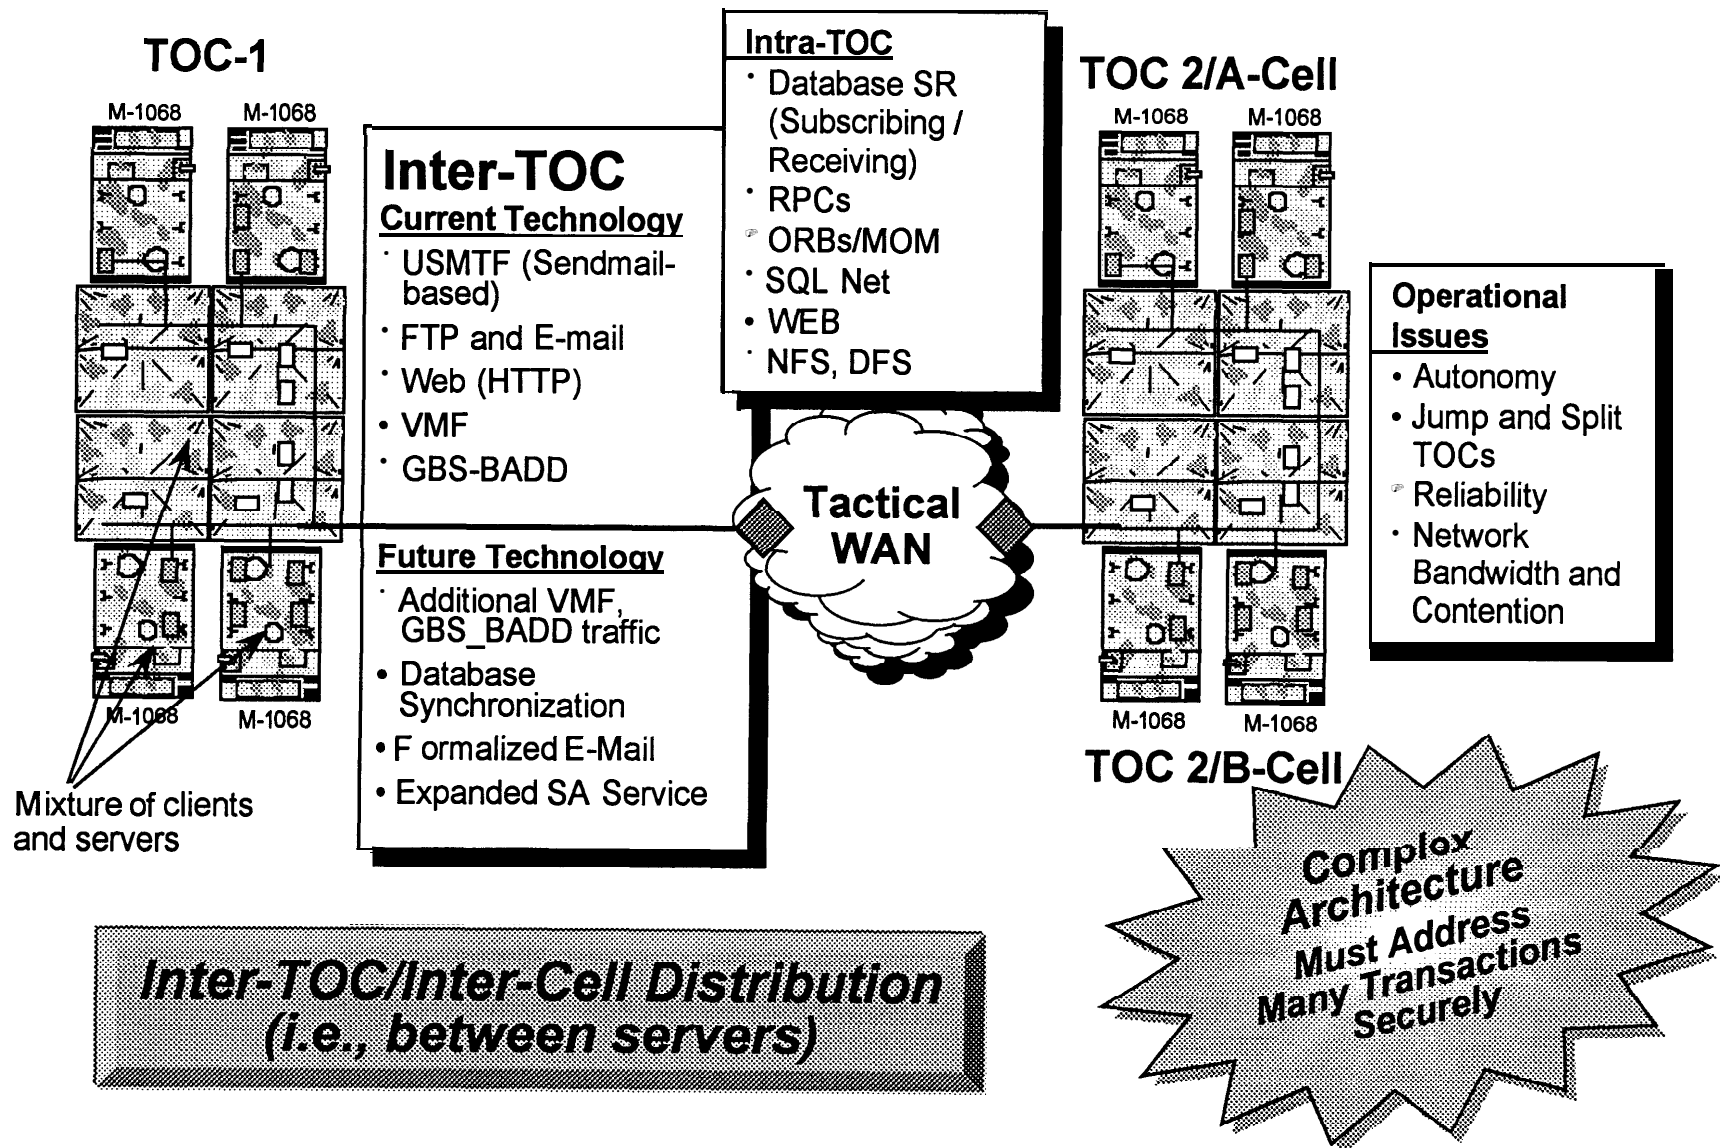 TOC-1
M-1068
M-1068
Inter-TOC
Current Technology
· USMTF (Sendmail-
based)
· FTP and E-mail
· Web (HTTP)
• VMF
· GBS-BADD
Future Technology
· Additional VMF,
GBS_BADD traffic
• Database
Synchronization
• F ormalized E-Mail
• Expanded SA Service
Intra-TOC
· Database SR
(Subscribing /
Receiving)
· RPCs
☞ ORBs/MOM
· SQL Net
• WEB
· NFS, DFS
Tactical
WAN
TOC 2/A-Cell
M-1068
M-1068
Operational
Issues
• Autonomy
• Jump and Split
TOCs
☞ Reliability
· Network
Bandwidth and
Contention
M-1068
M-1068
Mixture of clients
and servers
M-1068
M-1068
TOC 2/B-Cell
Complex
Architecture
Must Address
Many Transactions
Securely
Inter-TOC/Inter-Cell Distribution
(i.e., between servers)